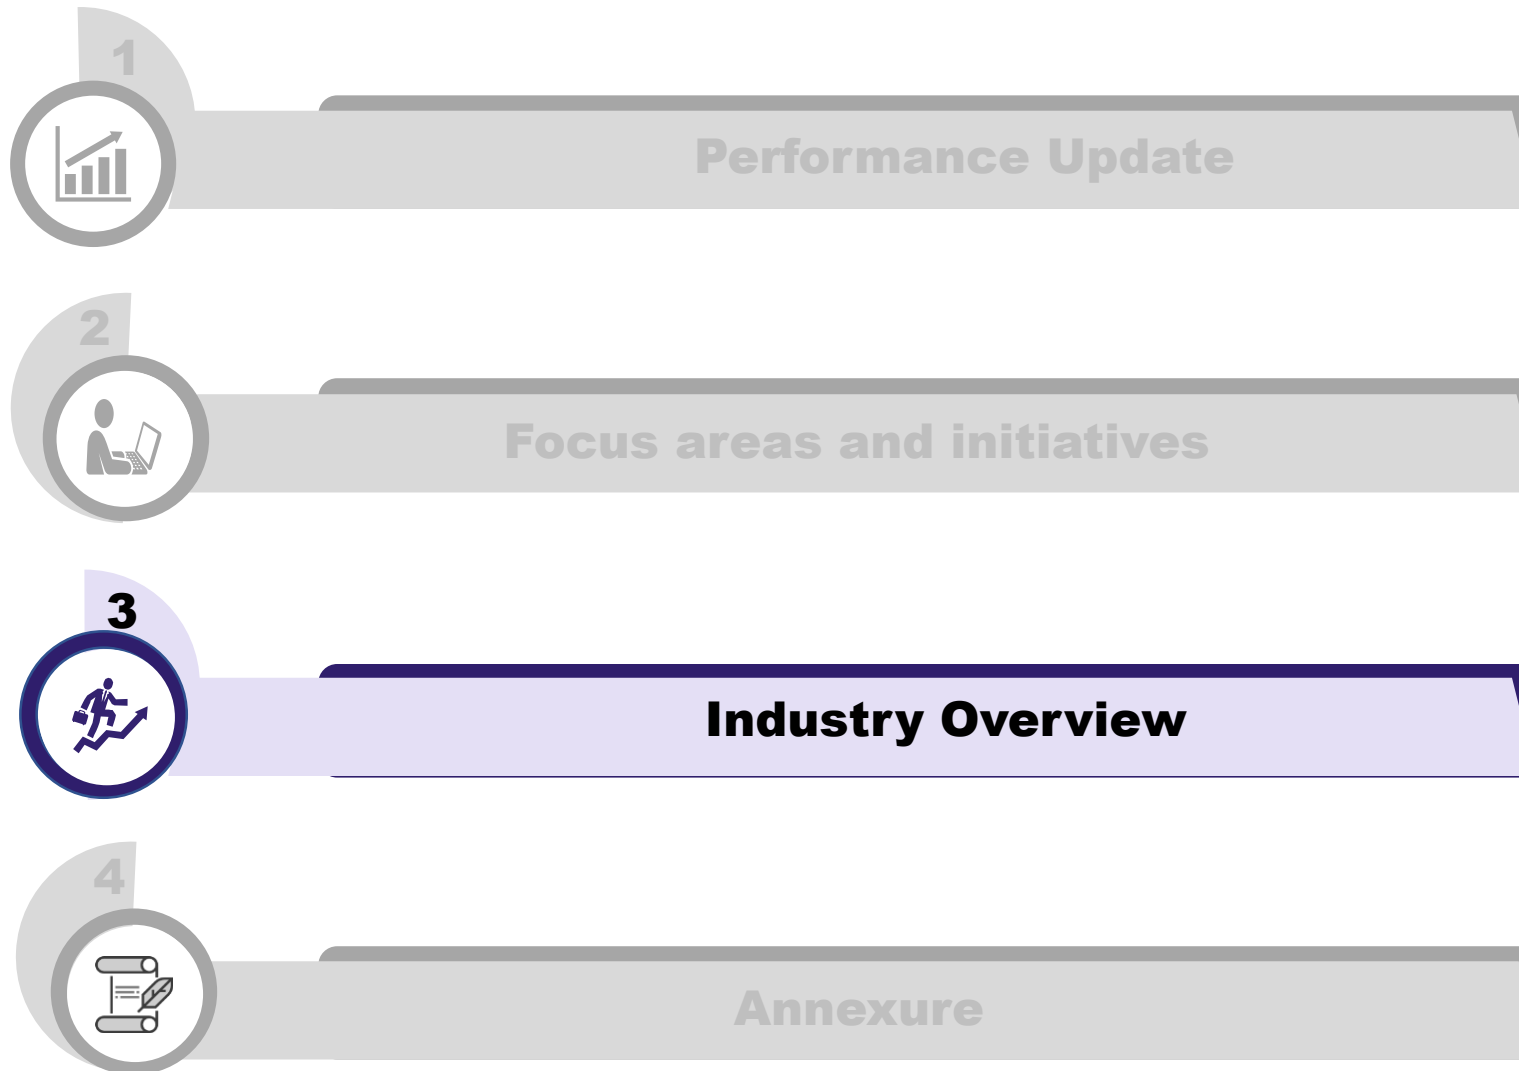 1
Performance Update
2
Focus areas and initiatives
3
Industry Overview
4
Annexure